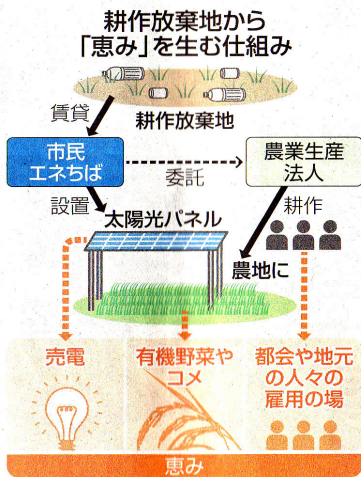 耕作放棄地から
「恵み」を生む仕組み
賃貸
耕作放棄地
市民
エネちば
委託
農業生産
法人
設置
耕作
太陽光パネル
農地に
売電
有機野菜や
コメ
都会や地元
の人々の
雇用の場
恵み